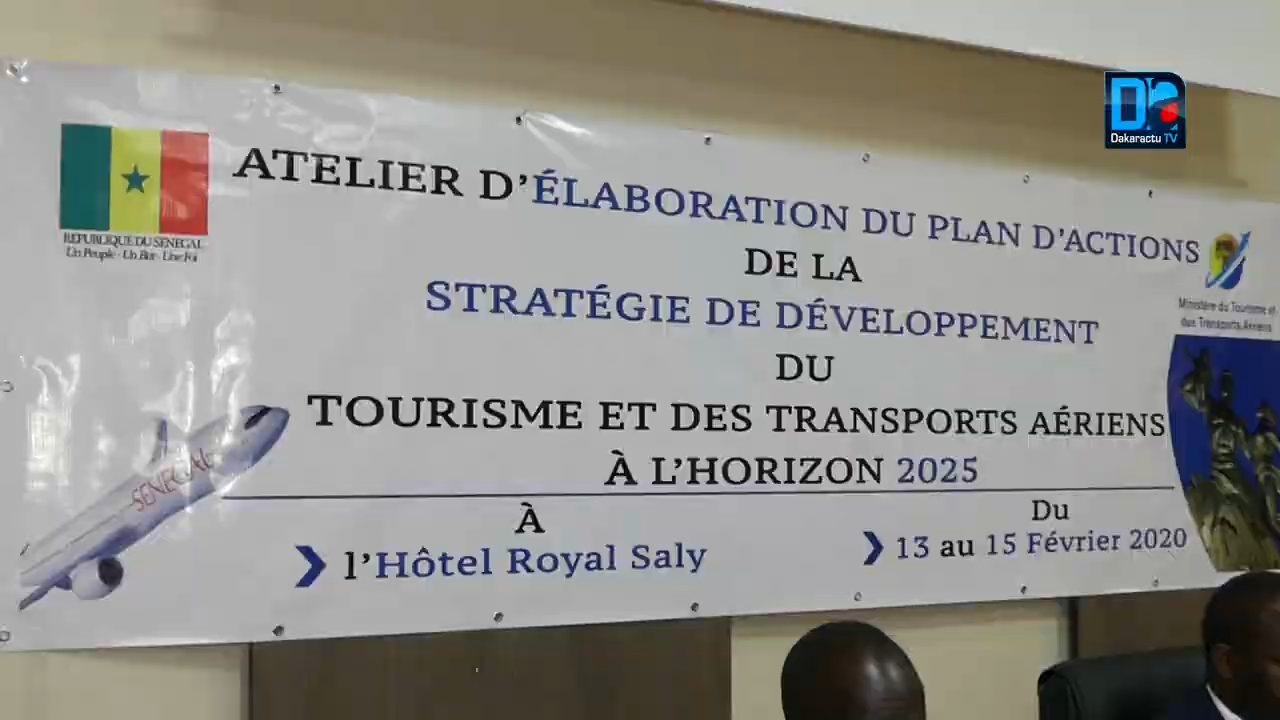 Dakaractu TV
REPUBLIQUE DU SENEGAL
Un Peuple - Un But - Une Foi
ATELIER D'ÉLABORATION DU PLAN D'ACTIONS
DE LA
STRATÉGIE DE DÉVELOPPEMENT
DU
TOURISME ET DES TRANSPORTS AÉRIENS
À L'HORIZON 2025
Ministère du Tourisme et
des Transports Aériens
SENEGAL
À
❯ l'Hôtel Royal Saly
Du
❯ 13 au 15 Février 2020